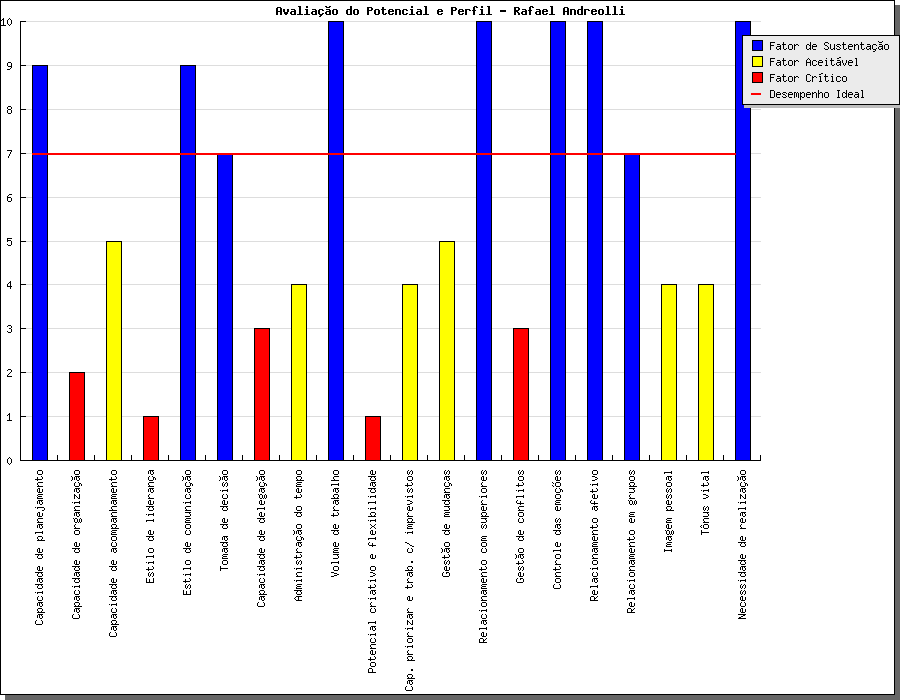 Avaliação do Potencial e Perfil - Rafael Andreolli
10
9
8
7
6
5
4
3
2
1
0
Fator de Sustentação
Fator Aceitável
Fator Crítico
Desempenho Ideal
Capacidade de planejamento
Capacidade de organização
Capacidade de acompanhamento
Estilo de liderança
Estilo de comunicação
Tomada de decisão
Capacidade de delegação
Administração do tempo
Volume de trabalho
Potencial criativo e flexibilidade
Cap. priorizar e trab. c/ imprevistos
Gestão de mudanças
Relacionamento com superiores
Gestão de conflitos
Controle das emoções
Relacionamento afetivo
Relacionamento em grupos
Imagem pessoal
Tônus vital
Necessidade de realização